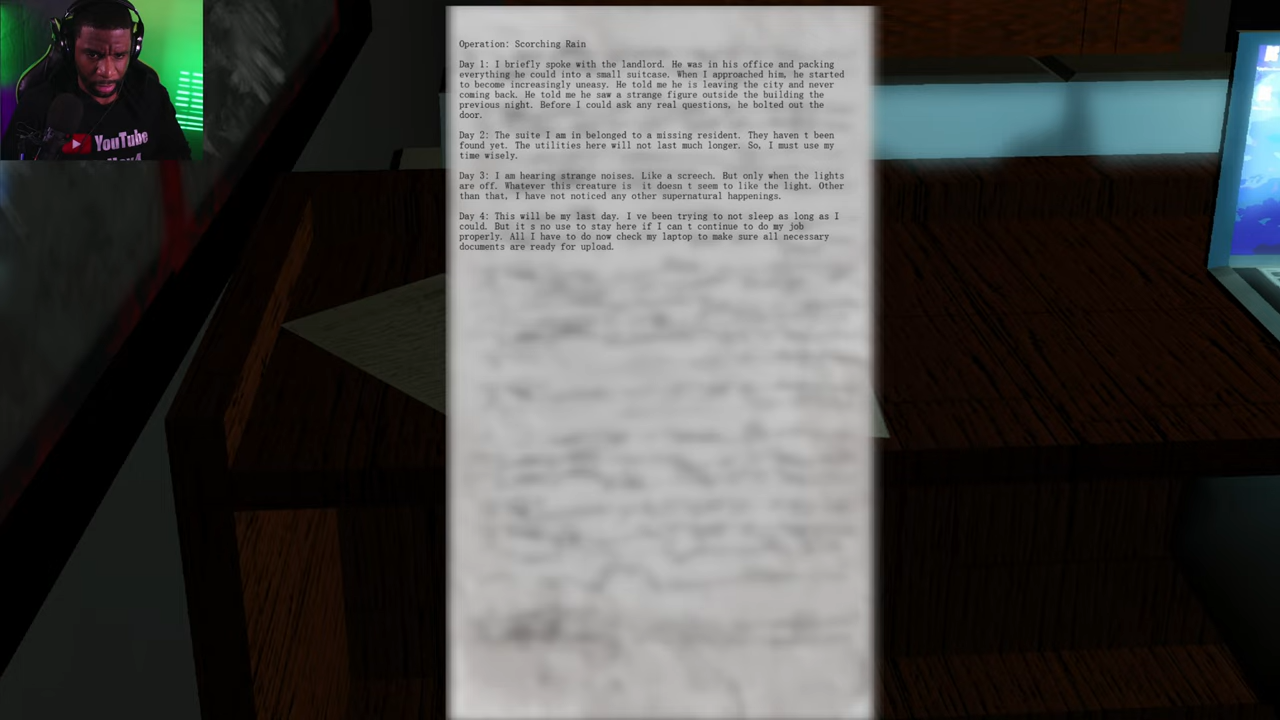 Operation: Scorching Rain
Day 1: I briefly spoke with the landlord. He was in his office and packing
everything he could into a small suitcase. When I approached him, he started
to become increasingly uneasy. He told me he is leaving the city and never
coming back. He told me he saw a strange figure outside the building the
previous night. Before I could ask any real questions, he bolted out the
door.
Day 2: The suite I am in belonged to a missing resident. They haven t been
found yet. The utilities here will not last much longer. So, I must use my
time wisely.
Day 3: I am hearing strange noises. Like a screech. But only when the lights
are off. Whatever this creature is  it doesn t seem to like the light. Other
than that, I have not noticed any other supernatural happenings.
Day 4: This will be my last day. I ve been trying to not sleep as long as I
could. But it s no use to stay here if I can t continue to do my job
properly. All I have to do now check my laptop to make sure all necessary
documents are ready for upload.
YouTube